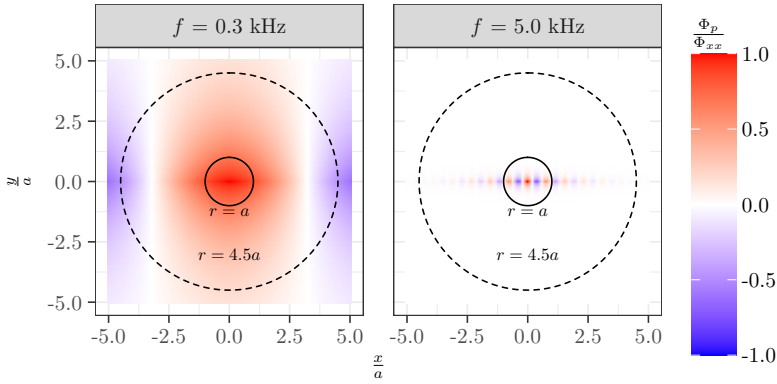 f = 0.3 kHz
f = 5.0 kHz
Φ_p/Φ_xx
5.0
2.5
0.0
-2.5
-5.0
y/a
r = a
r = 4.5a
r = a
r = 4.5a
1.0
0.5
0.0
-0.5
-1.0
-5.0 -2.5 0.0 2.5 5.0
-5.0 -2.5 0.0 2.5 5.0
x/a